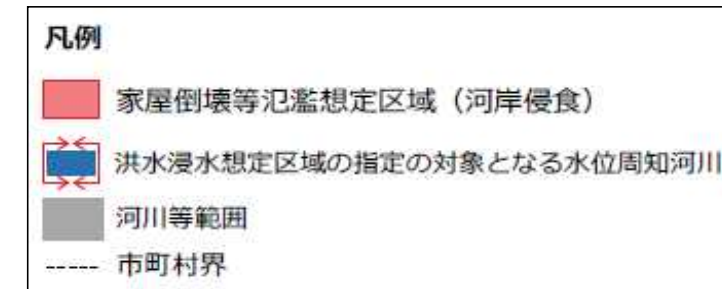 凡例
家屋倒壊等氾濫想定区域（河岸侵食）
洪水浸水想定区域の指定の対象となる水位周知河川
河川等範囲
市町村界